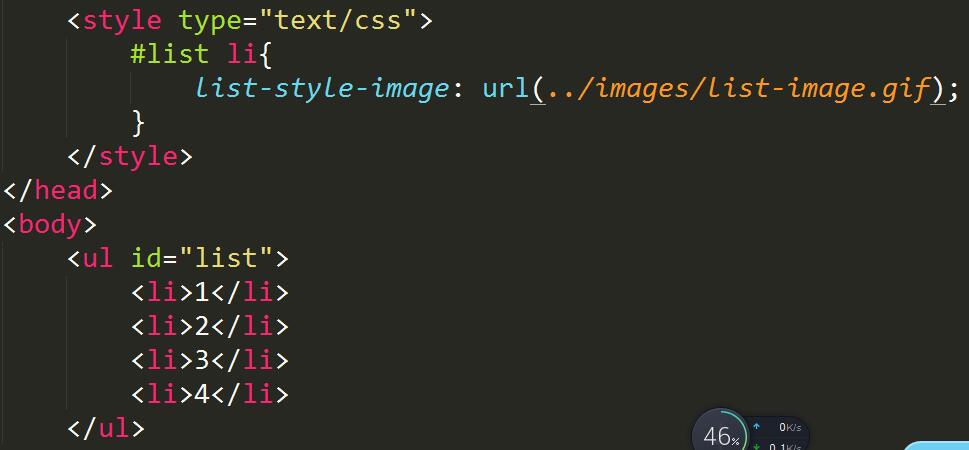 <style type="text/css">
#list li{
list-style-image: url(../images/list-image.gif);
}
</style>
</head>
<body>
<ul id="list">
<li>1</li>
<li>2</li>
<li>3</li>
<li>4</li>
</ul>
46%
0K/s
0.1K/s